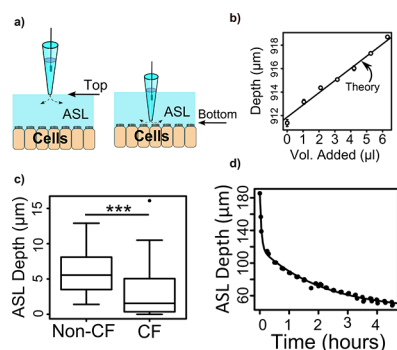 a)
Top
ASL
Cells
ASL
Bottom
Cells
b)
Depth (μm)
918
916
914
912
Theory
0 1 2 3 4 5 6
Vol. Added (μl)
c)
ASL Depth (μm)
15
10
5
0
***
Non-CF CF
d)
ASL Depth (μm)
180
140
100
60
0 1 2 3 4
Time (hours)